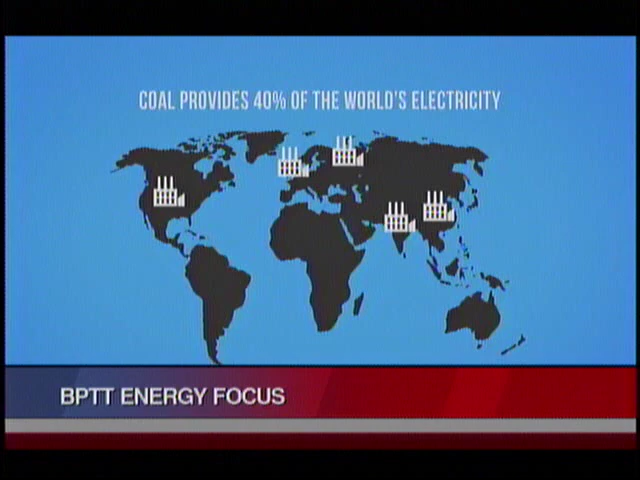 COAL PROVIDES 40% OF THE WORLD'S ELECTRICITY
BPTT ENERGY FOCUS